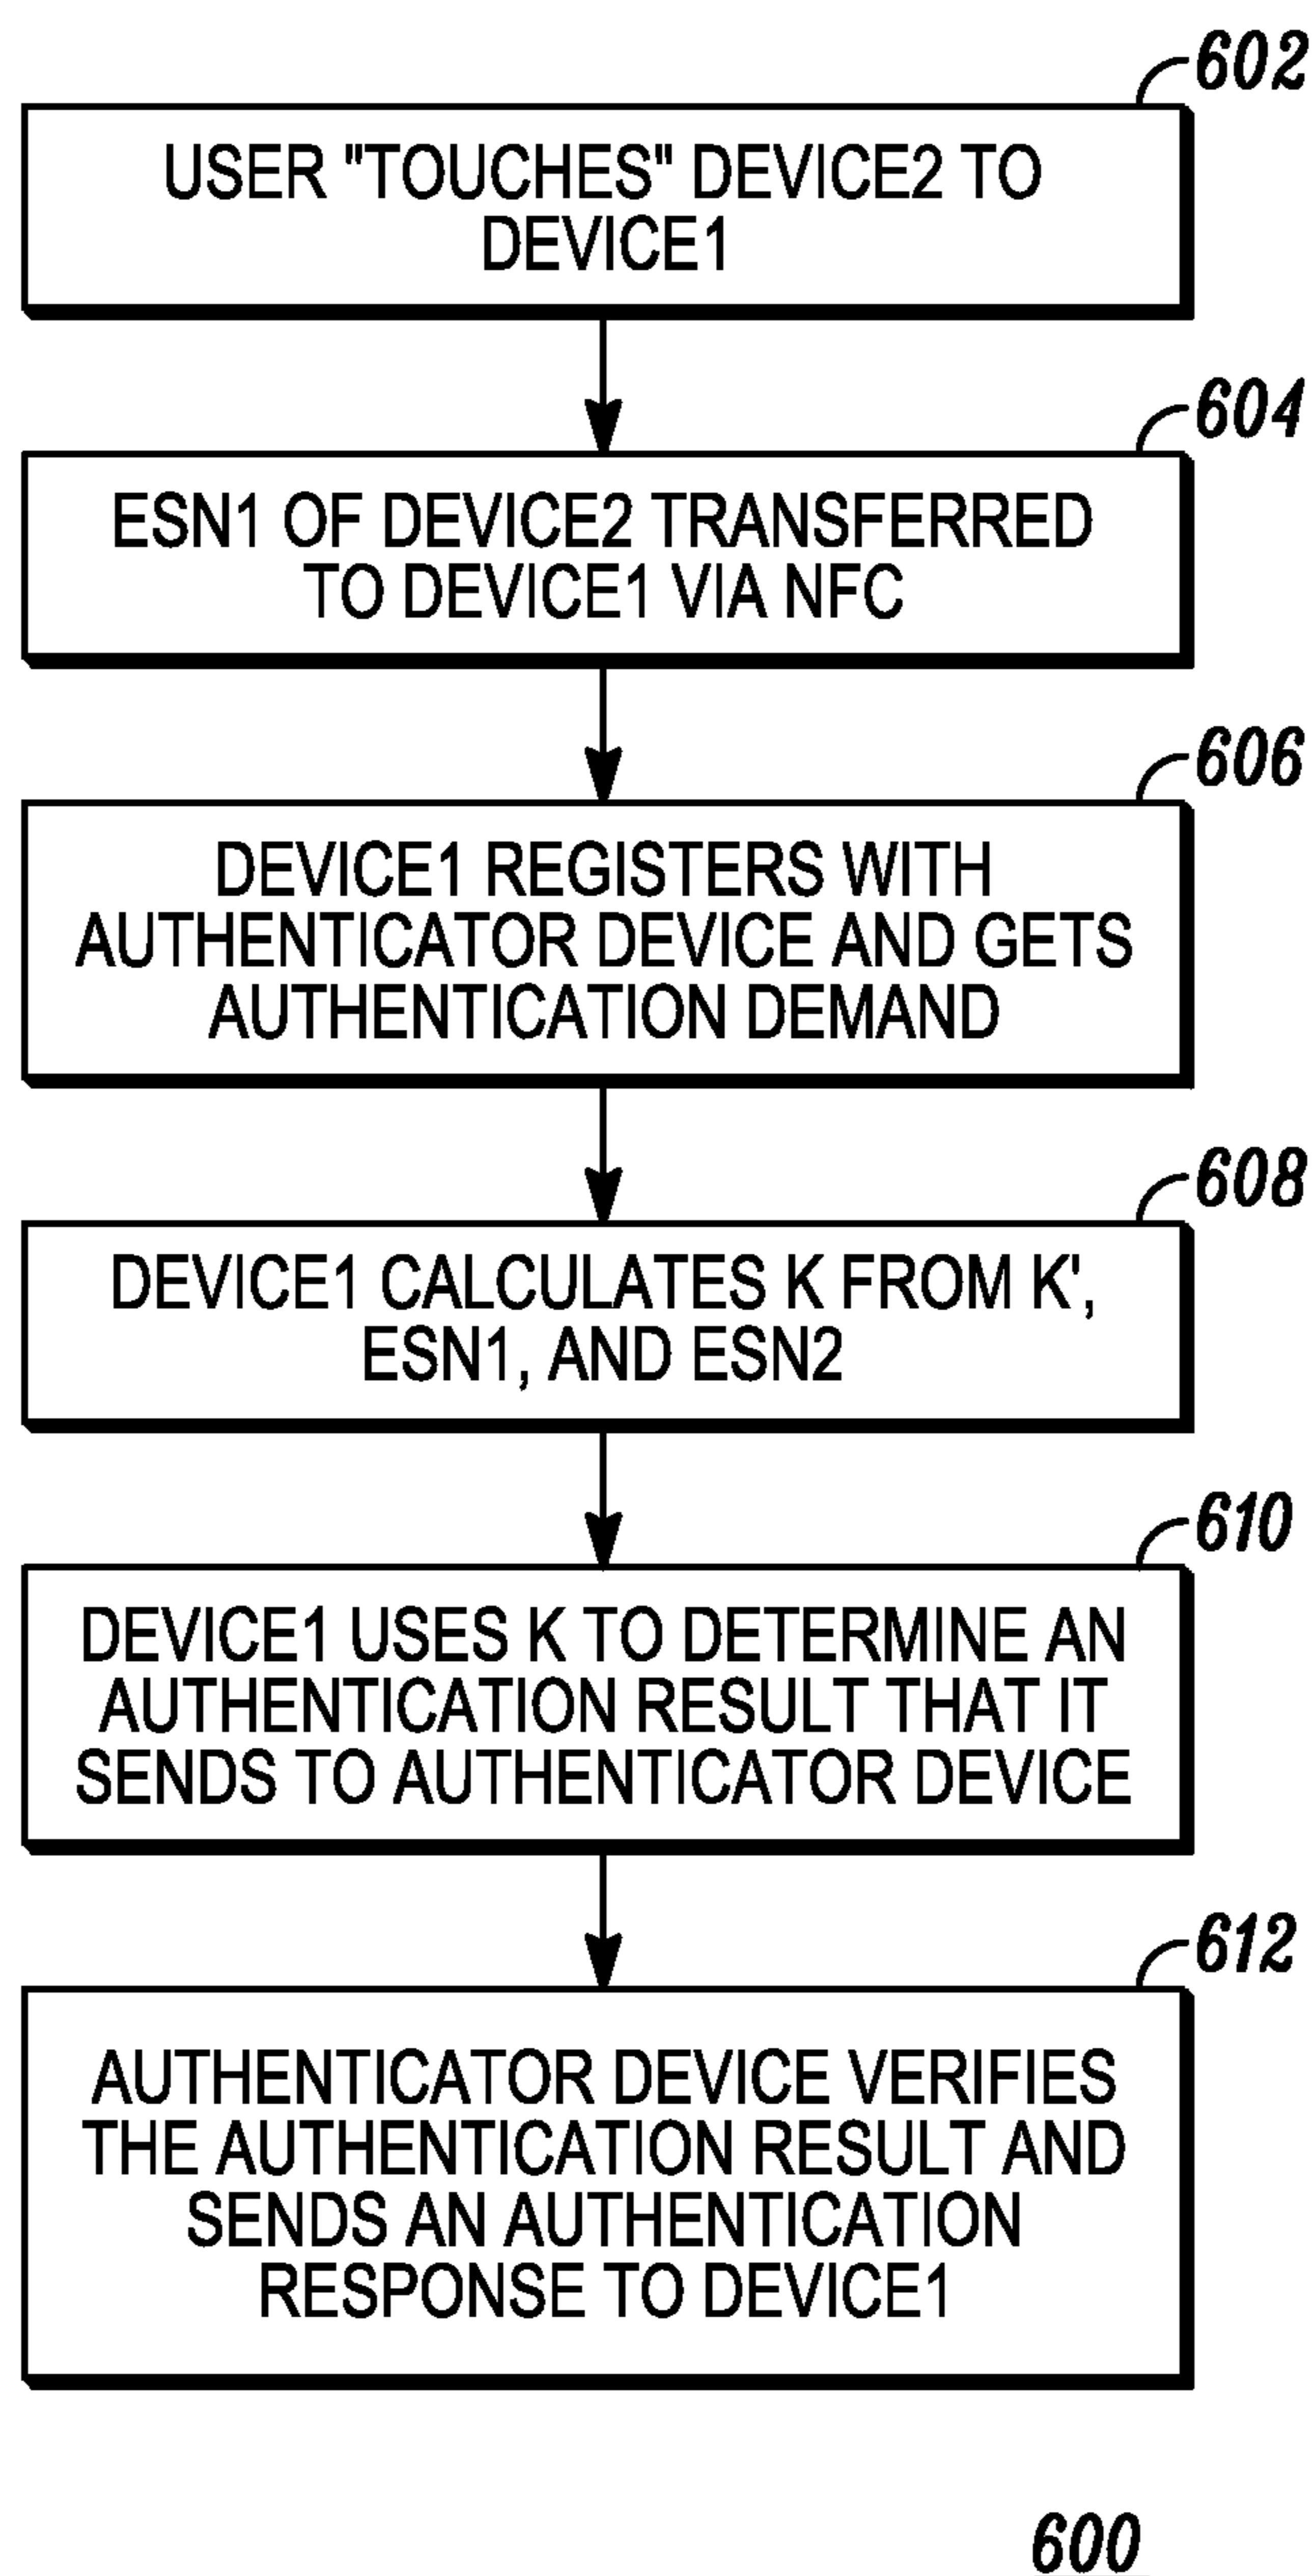 602
USER "TOUCHES" DEVICE2 TO
DEVICE1
604
ESN1 OF DEVICE2 TRANSFERRED
TO DEVICE1 VIA NFC
606
DEVICE1 REGISTERS WITH
AUTHENTICATOR DEVICE AND GETS
AUTHENTICATION DEMAND
608
DEVICE1 CALCULATES K FROM K',
ESN1, AND ESN2
610
DEVICE1 USES K TO DETERMINE AN
AUTHENTICATION RESULT THAT IT
SENDS TO AUTHENTICATOR DEVICE
612
AUTHENTICATOR DEVICE VERIFIES
THE AUTHENTICATION RESULT AND
SENDS AN AUTHENTICATION
RESPONSE TO DEVICE1
600